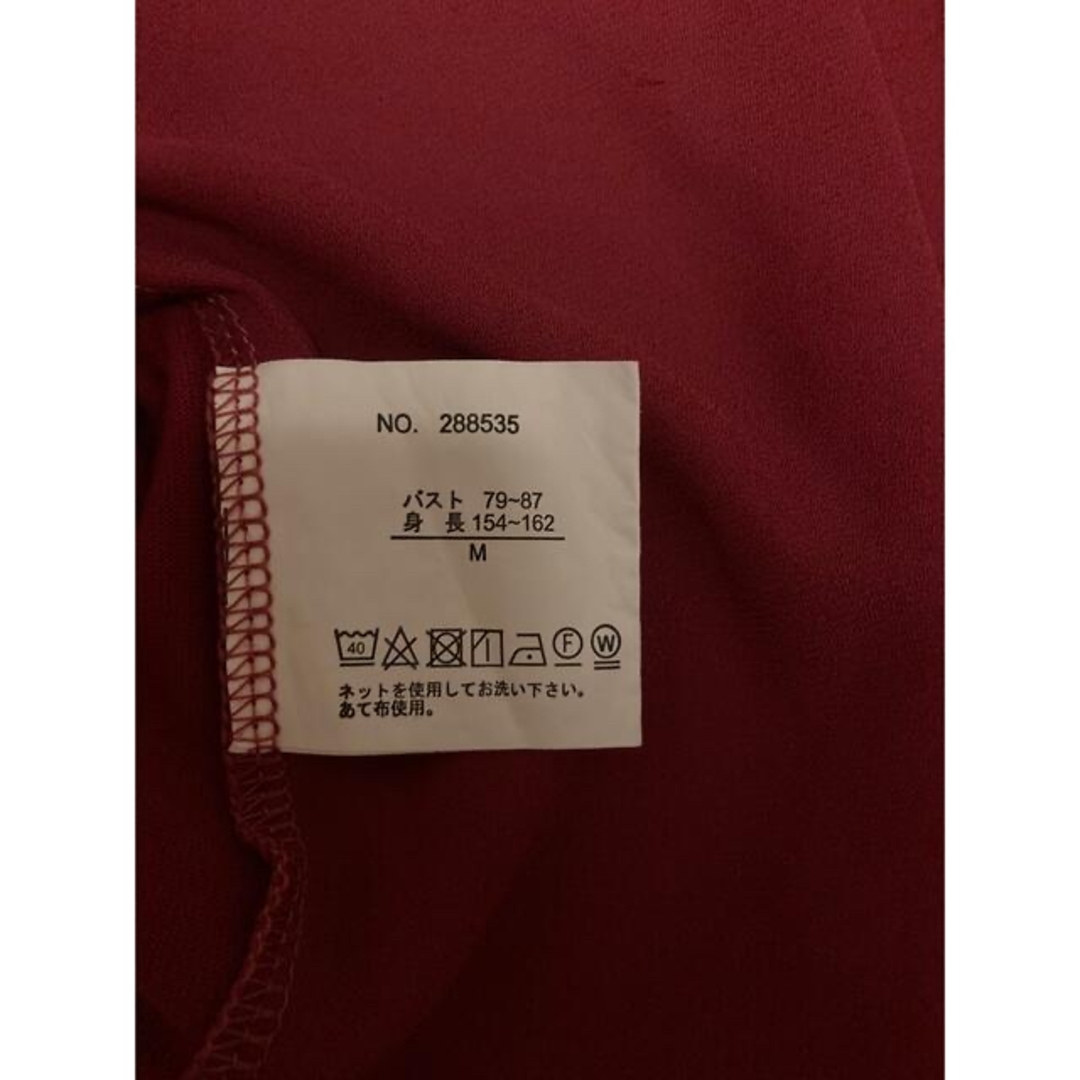 NO. 288535
バスト 79~87
身 長 154~162
M
40 F W
ネットを使用してお洗い下さい。
あて布使用。